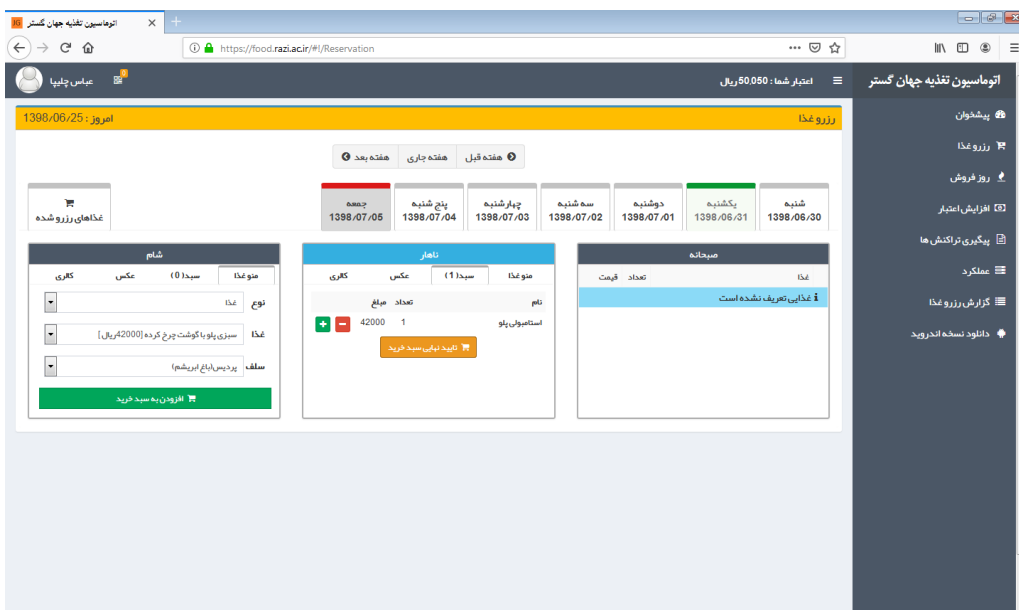 اتوماسیون تغذیه جهان گستر
https://food.razi.ac.ir/#!/Reservation
اتوماسیون تغذیه جهان گستر
اعتبار شما : 50,050 ریال
0
عباس چلیپا
پیشخوان
رزرو غذا
روز فروش
افزایش اعتبار
پیگیری تراکنش ها
عملکرد
گزارش رزرو غذا
دانلود نسخه اندروید
رزرو غذا
امروز : 1398/06/25
هفته قبل
هفته جاری
هفته بعد
شنبه 1398/06/30
یکشنبه 1398/06/31
دوشنبه 1398/07/01
سه شنبه 1398/07/02
چهارشنبه 1398/07/03
پنج شنبه 1398/07/04
جمعه 1398/07/05
غذاهای رزرو شده
صبحانه
غذا تعداد قیمت
غذایی تعریف نشده است
ناهار
منو غذا سبد( 1 ) عکس کالری
نام تعداد مبلغ
استامبولی پلو 1 42000
تایید نهایی سبد خرید
شام
منو غذا سبد( 0 ) عکس کالری
نوع غذا
غذا سبزی پلو با گوشت چرخ کرده [42000ریال]
سلف پردیس(باغ ابریشم)
افزودن به سبد خرید